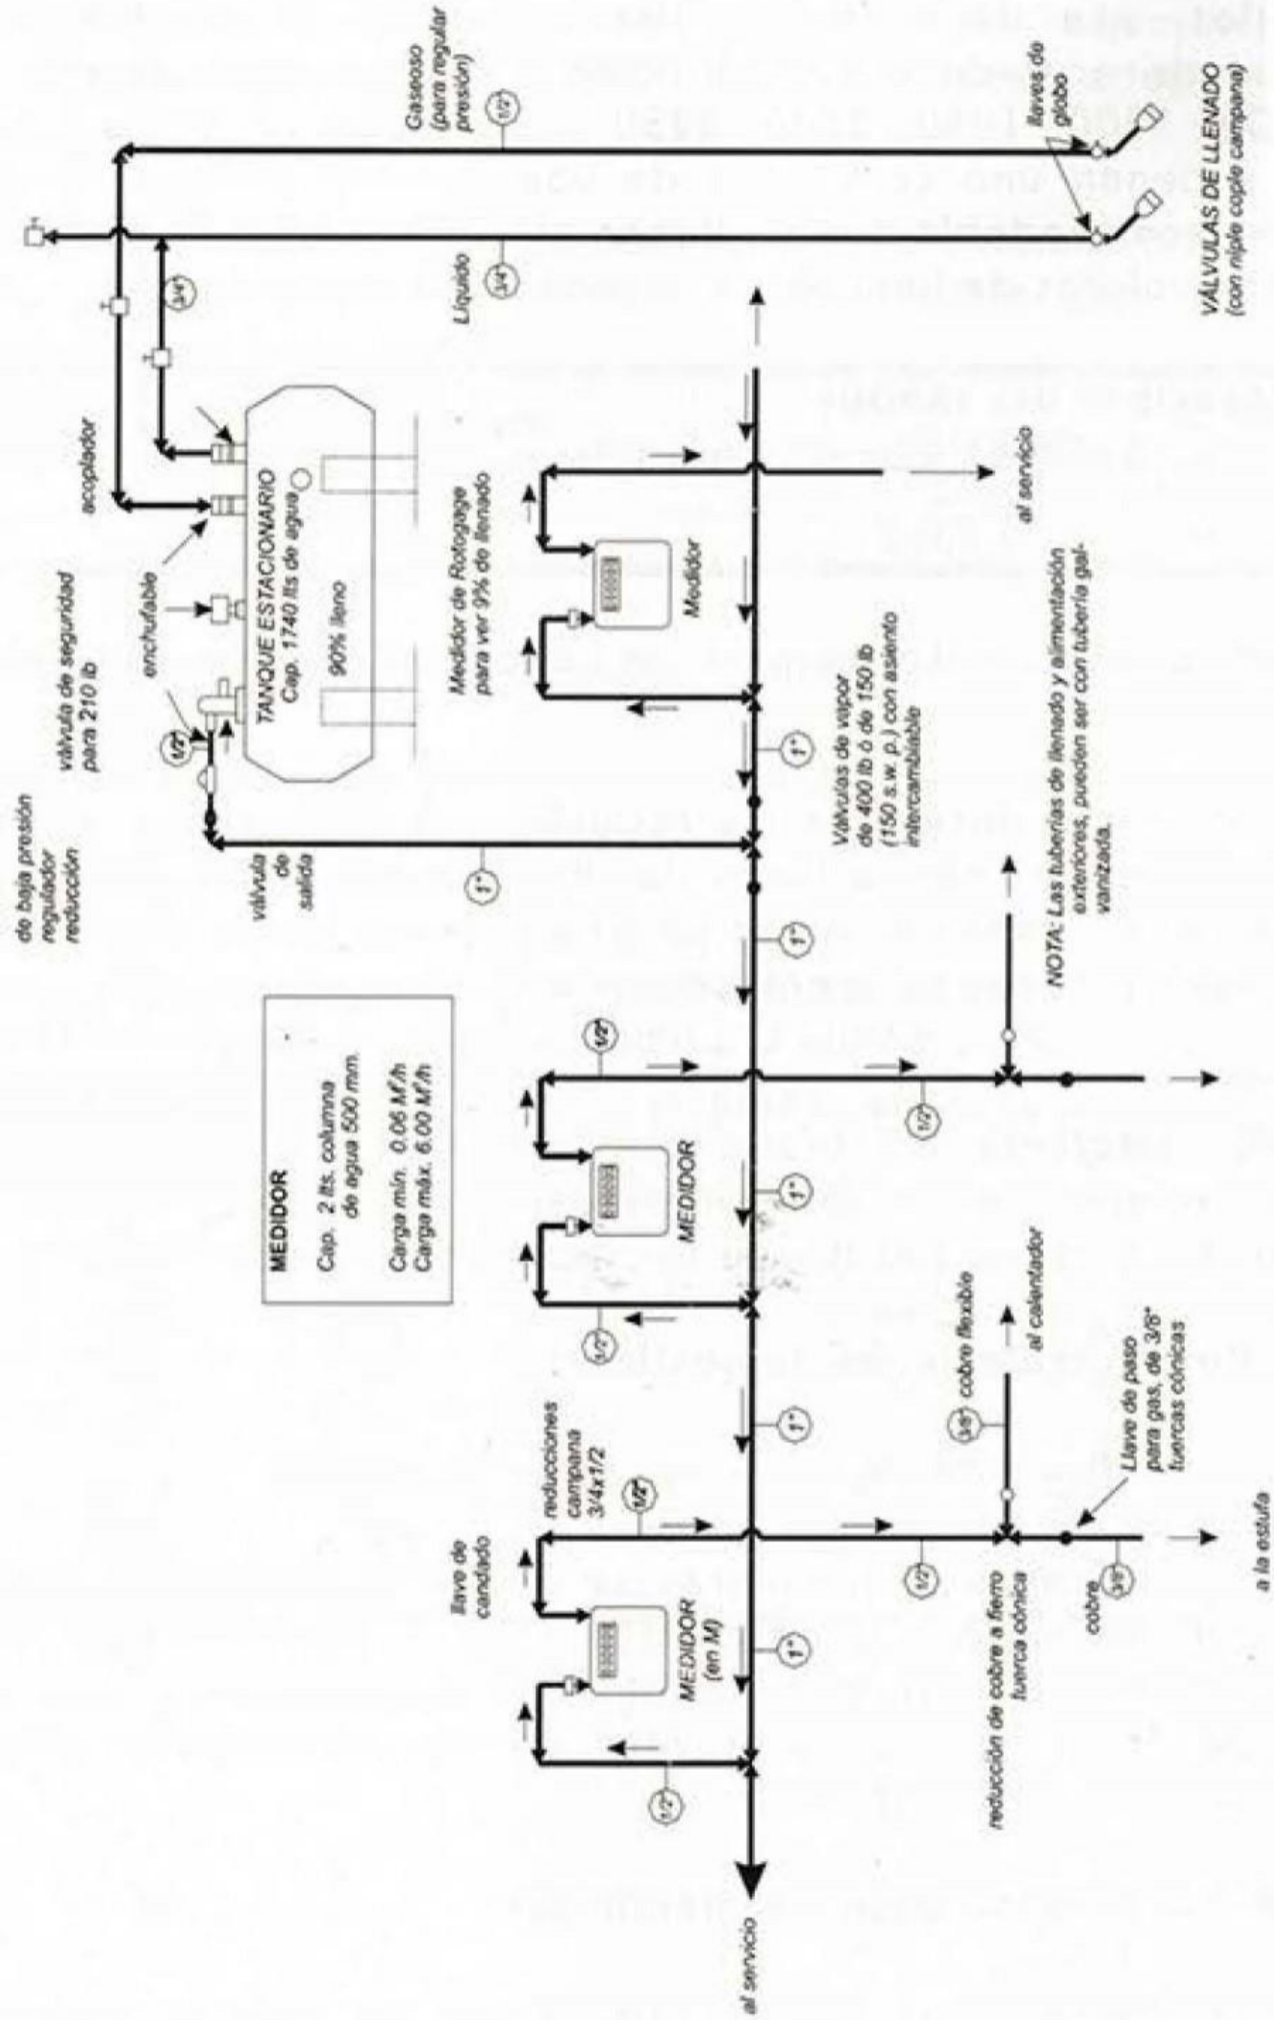 de baja presión
regulador
reducción
válvula de seguridad
para 210 lb
enchufable
acoplador
1/2"
válvula
de
salida
TANQUE ESTACIONARIO
Cap. 1740 lts de agua
90% lleno
3/4"
Gaseoso
(para regular
presión)
1/2"
Líquido
3/4"
llaves de
globo
VÁLVULAS DE LLENADO
(con niple cople campana)
MEDIDOR
Cap. 2 lts. columna
de agua 500 mm.
Carga mín. 0.06 M³/h
Carga máx. 6.00 M³/h
1"
Medidor de Rotogage
para ver 9% de llenado
Medidor
al servicio
Válvulas de vapor
de 400 lb ó de 150 lb
(150 s. w. p.) con asiento
intercambiable
1"
1"
NOTA: Las tuberías de llenado y alimentación
exteriores, pueden ser con tubería gal-
vanizada.
llave de
candado
reducciones
campana
3/4x1/2
1/2"
1/2"
1/2"
1/2"
MEDIDOR
(en M)
MEDIDOR
1"
1"
1"
1/2"
1/2"
1/2"
3/8"
cobre flexible
al calentador
reducción de cobre a fierro
tuerca cónica
cobre
3/8"
Llave de paso
para gas, de 3/8"
tuercas cónicas
al servicio
a la estufa